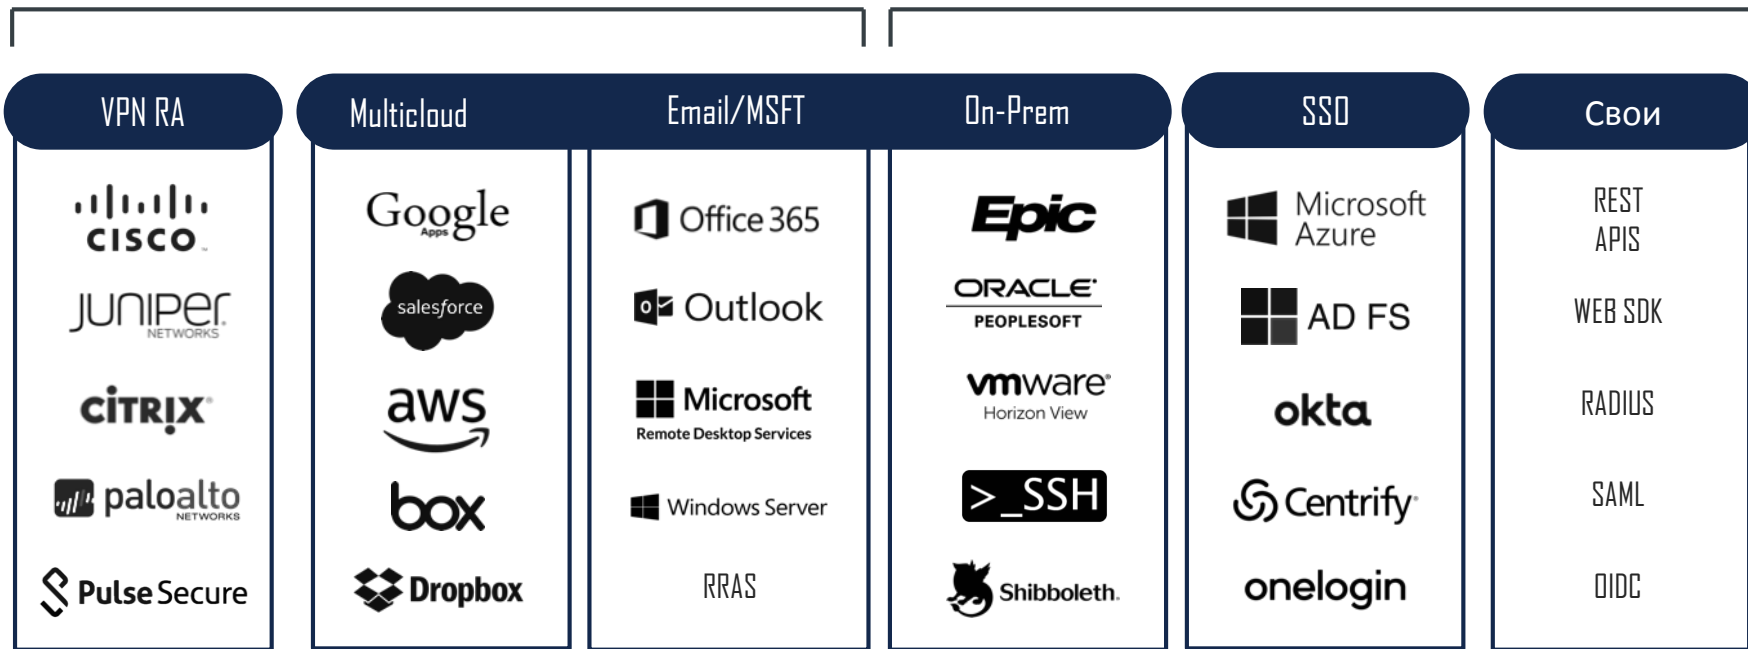 VPN RA
Multicloud
Email/MSFT
On-Prem
SSO
Свои
CISCO
JUNIPER
NETWORKS
CITRIX
paloalto
NETWORKS
Pulse Secure
Google
Apps
salesforce
aws
box
Dropbox
Office 365
Outlook
Microsoft
Remote Desktop Services
Windows Server
RRAS
Epic
ORACLE
PEOPLESOFT
vmware
Horizon View
>_SSH
Shibboleth.
Microsoft
Azure
AD FS
okta
Centrify
onelogin
REST
APIS
WEB SDK
RADIUS
SAML
OIDC